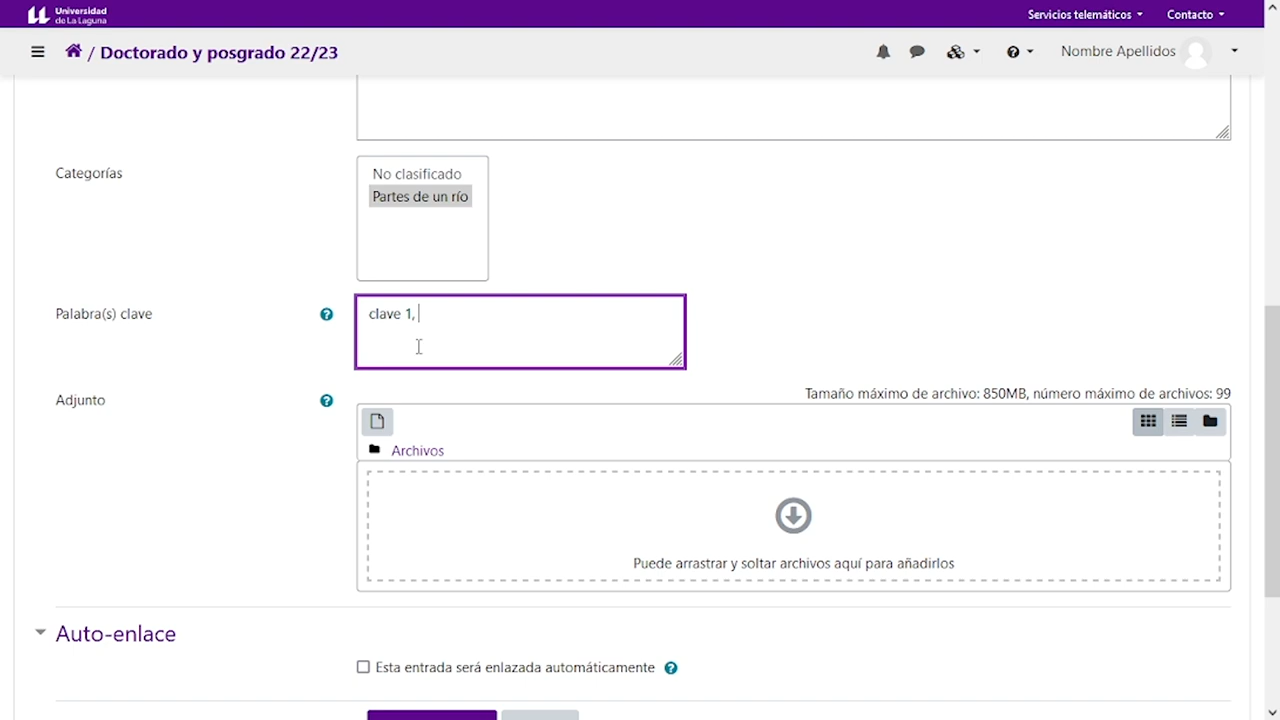 Universidad
de La Laguna
Servicios telemáticos
Contacto
/ Doctorado y posgrado 22/23
Nombre Apellidos
Categorías
No clasificado
Partes de un río
Palabra(s) clave
clave 1,
Adjunto
Tamaño máximo de archivo: 850MB, número máximo de archivos: 99
Archivos
Puede arrastrar y soltar archivos aquí para añadirlos
Auto-enlace
Esta entrada será enlazada automáticamente